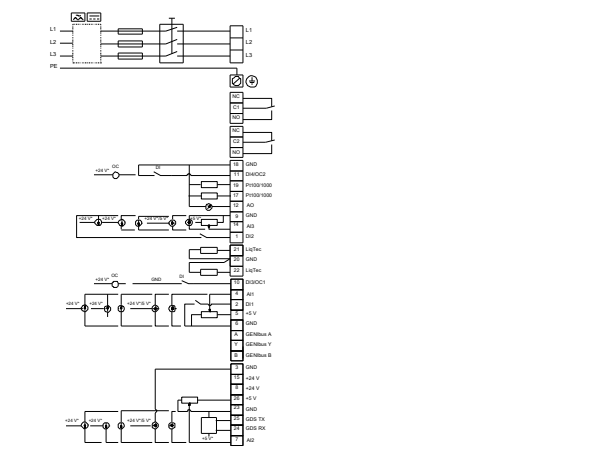 L1 L1
L2 L2
L3 L3
PE
NC
C1
NO
NC
C2
NO
18 GND
+24 V* OC DI 11 DI4/OC2
19 Pt100/1000
17 Pt100/1000
12 AO
9 GND
+24 V* +24 V* +24 V*/5 V* +5 V* 14 AI3
1 DI2
21 LiqTec
20 GND
22 LiqTec
+24 V* OC GND DI 10 DI3/OC1
4 AI1
2 DI1
+24 V* +24 V* +24 V*/5 V* 5 +5 V
6 GND
A GENIbus A
Y GENIbus Y
B GENIbus B
3 GND
15 +24 V
8 +24 V
26 +5 V
23 GND
+24 V* +24 V* +24 V*/5 V* 25 GDS TX
24 GDS RX
+5 V* 7 AI2